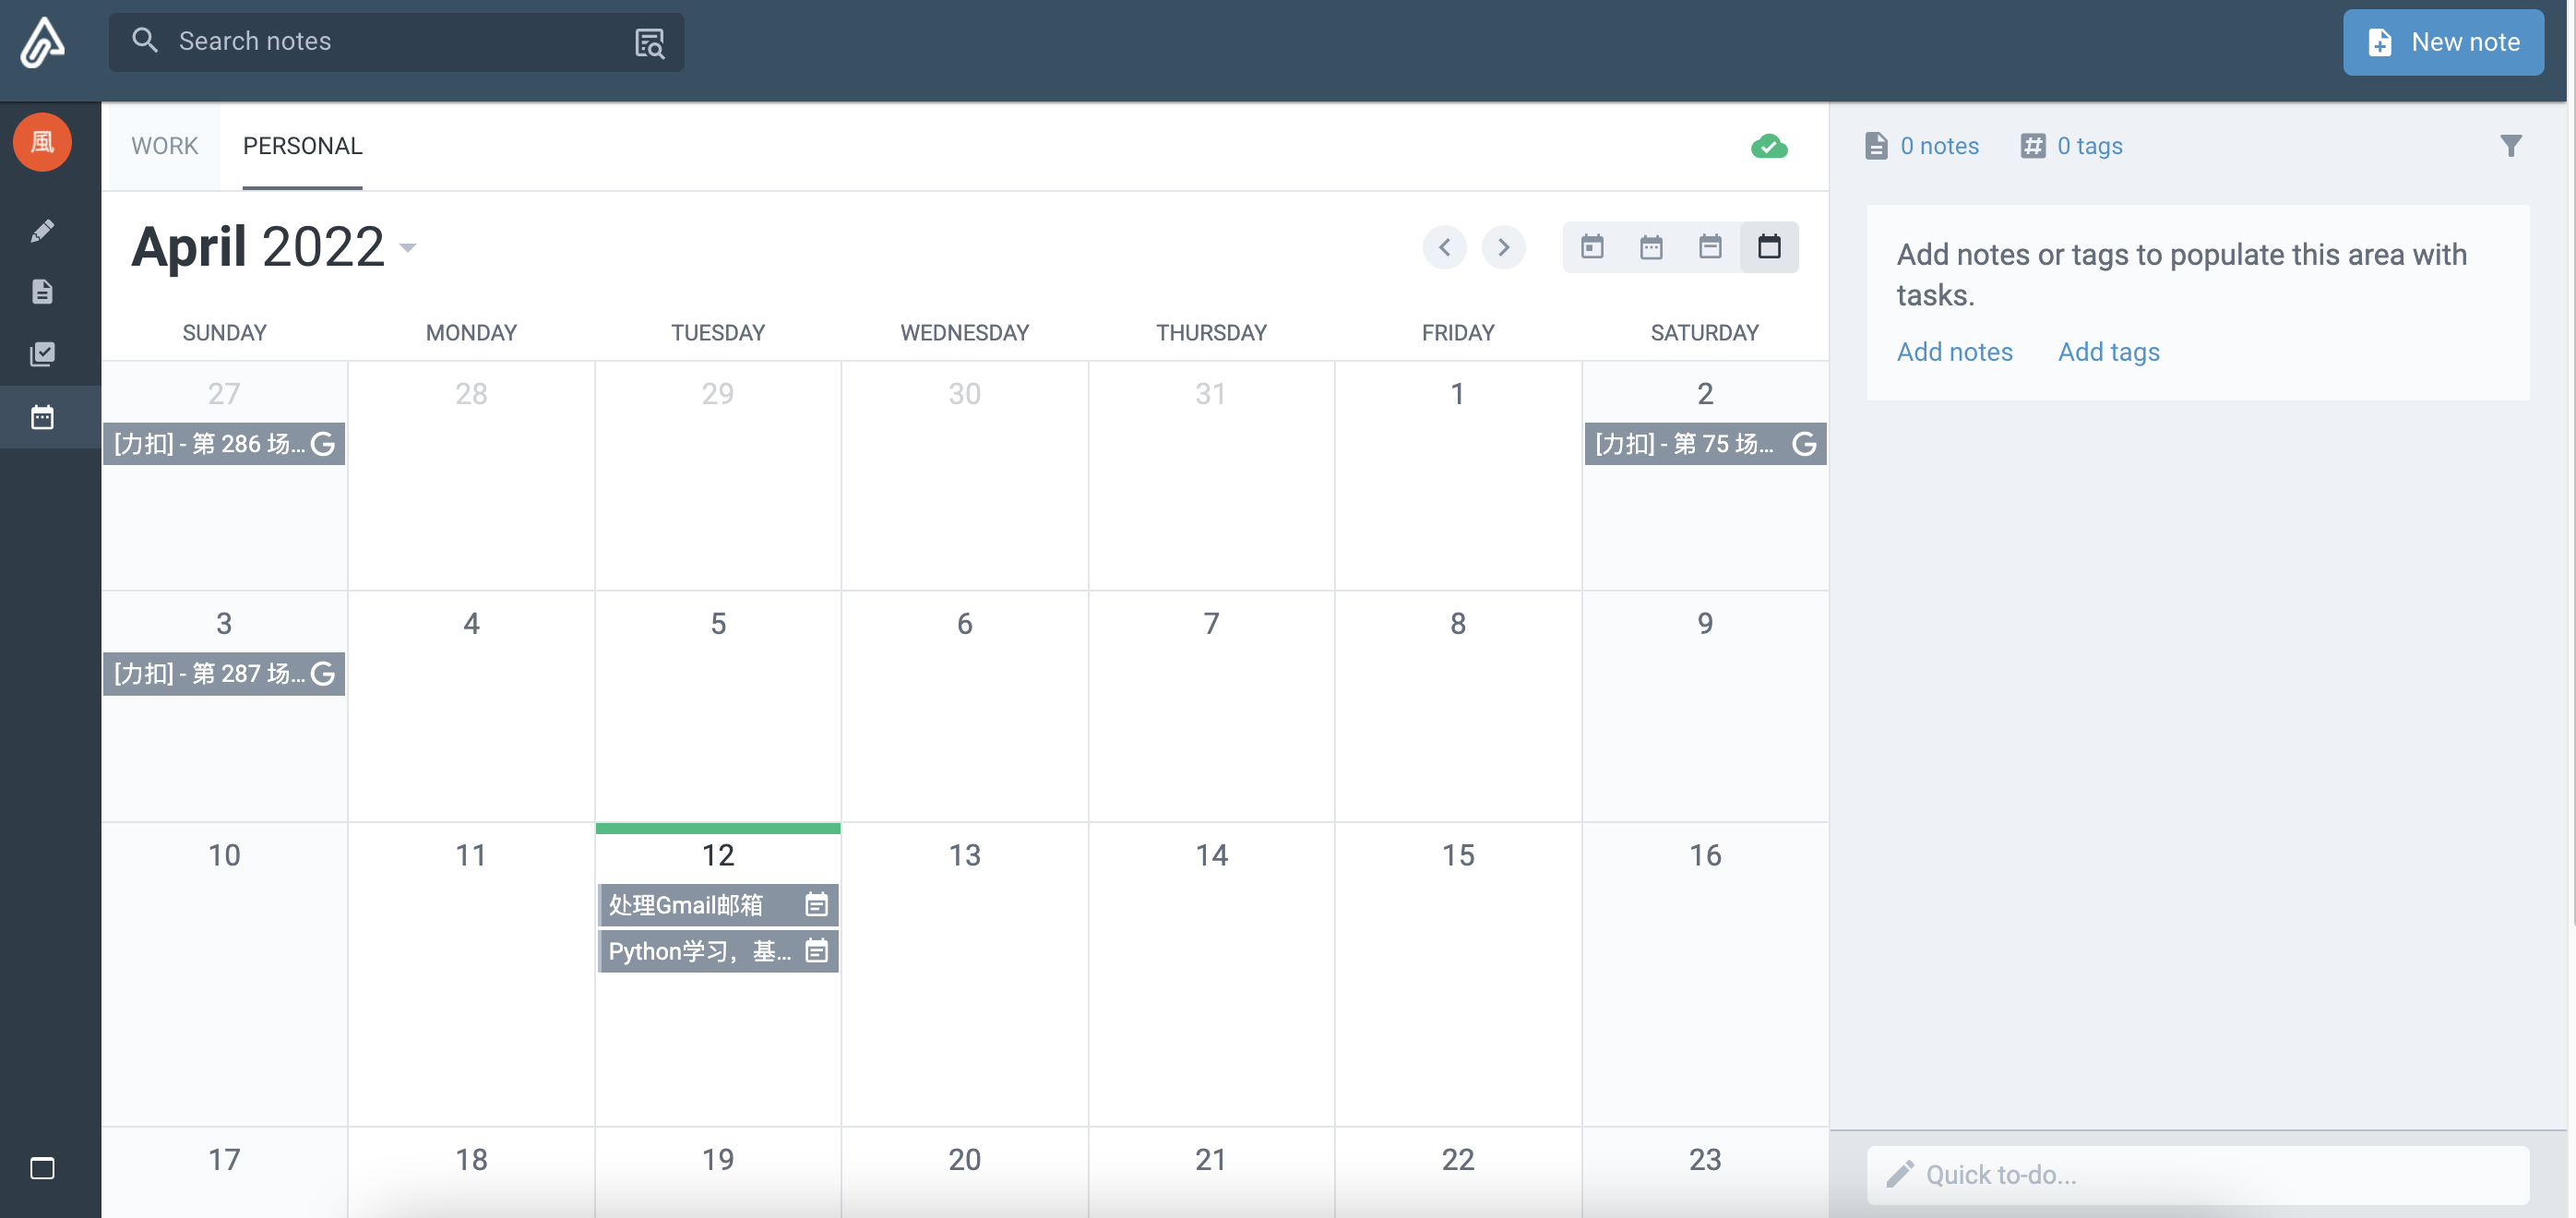 Search notes
New note
風
WORK PERSONAL
0 notes 0 tags
April 2022
Add notes or tags to populate this area with
tasks.
Add notes Add tags
SUNDAY MONDAY TUESDAY WEDNESDAY THURSDAY FRIDAY SATURDAY
27 28 29 30 31 1 2
[力扣] - 第 286 场... G [力扣] - 第 75 场... G
3 4 5 6 7 8 9
[力扣] - 第 287 场... G
10 11 12 13 14 15 16
处理Gmail邮箱
Python学习，基...
17 18 19 20 21 22 23
Quick to-do...